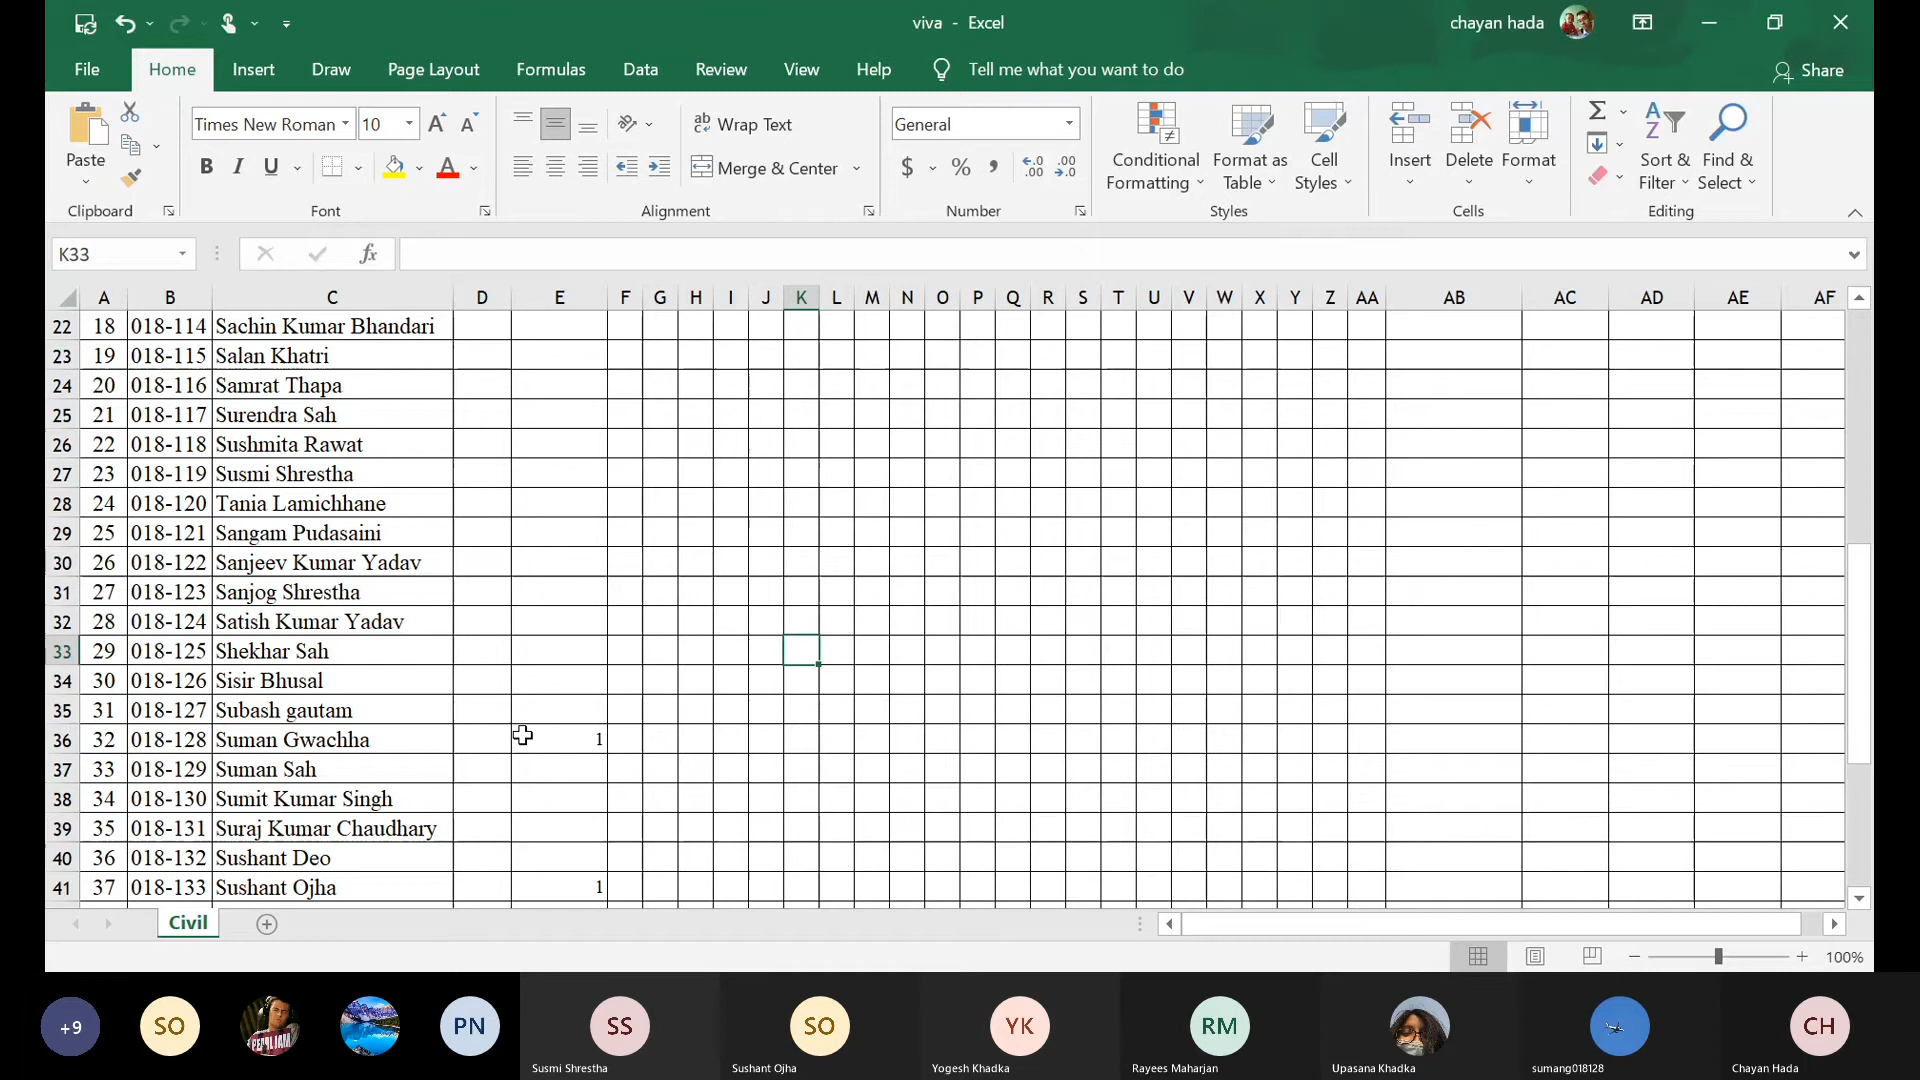 viva - Excel
chayan hada
File Home Insert Draw Page Layout Formulas Data Review View Help Tell me what you want to do Share
Times New Roman 10 Wrap Text General
Paste B I U Merge & Center $ % Conditional Formatting Format as Table Cell Styles Insert Delete Format Sort & Filter Find & Select
Clipboard Font Alignment Number Styles Cells Editing
K33 fx
A B C D E F G H I J K L M N O P Q R S T U V W X Y Z AA AB AC AD AE AF
22 18 018-114 Sachin Kumar Bhandari
23 19 018-115 Salan Khatri
24 20 018-116 Samrat Thapa
25 21 018-117 Surendra Sah
26 22 018-118 Sushmita Rawat
27 23 018-119 Susmi Shrestha
28 24 018-120 Tania Lamichhane
29 25 018-121 Sangam Pudasaini
30 26 018-122 Sanjeev Kumar Yadav
31 27 018-123 Sanjog Shrestha
32 28 018-124 Satish Kumar Yadav
33 29 018-125 Shekhar Sah
34 30 018-126 Sisir Bhusal
35 31 018-127 Subash gautam
36 32 018-128 Suman Gwachha 1
37 33 018-129 Suman Sah
38 34 018-130 Sumit Kumar Singh
39 35 018-131 Suraj Kumar Chaudhary
40 36 018-132 Sushant Deo
41 37 018-133 Sushant Ojha 1
Civil
100%
+9 SO PN SS SO YK RM CH
Susmi Shrestha Sushant Ojha Yogesh Khadka Rayees Maharjan Upasana Khadka sumang018128 Chayan Hada